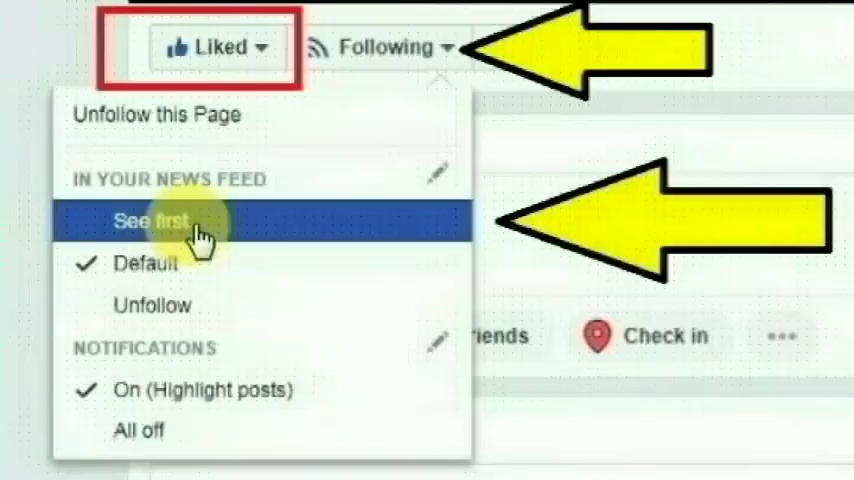 Liked Following
Unfollow this Page
IN YOUR NEWS FEED
See first
Default
Unfollow
riends Check in
NOTIFICATIONS
On (Highlight posts)
All off